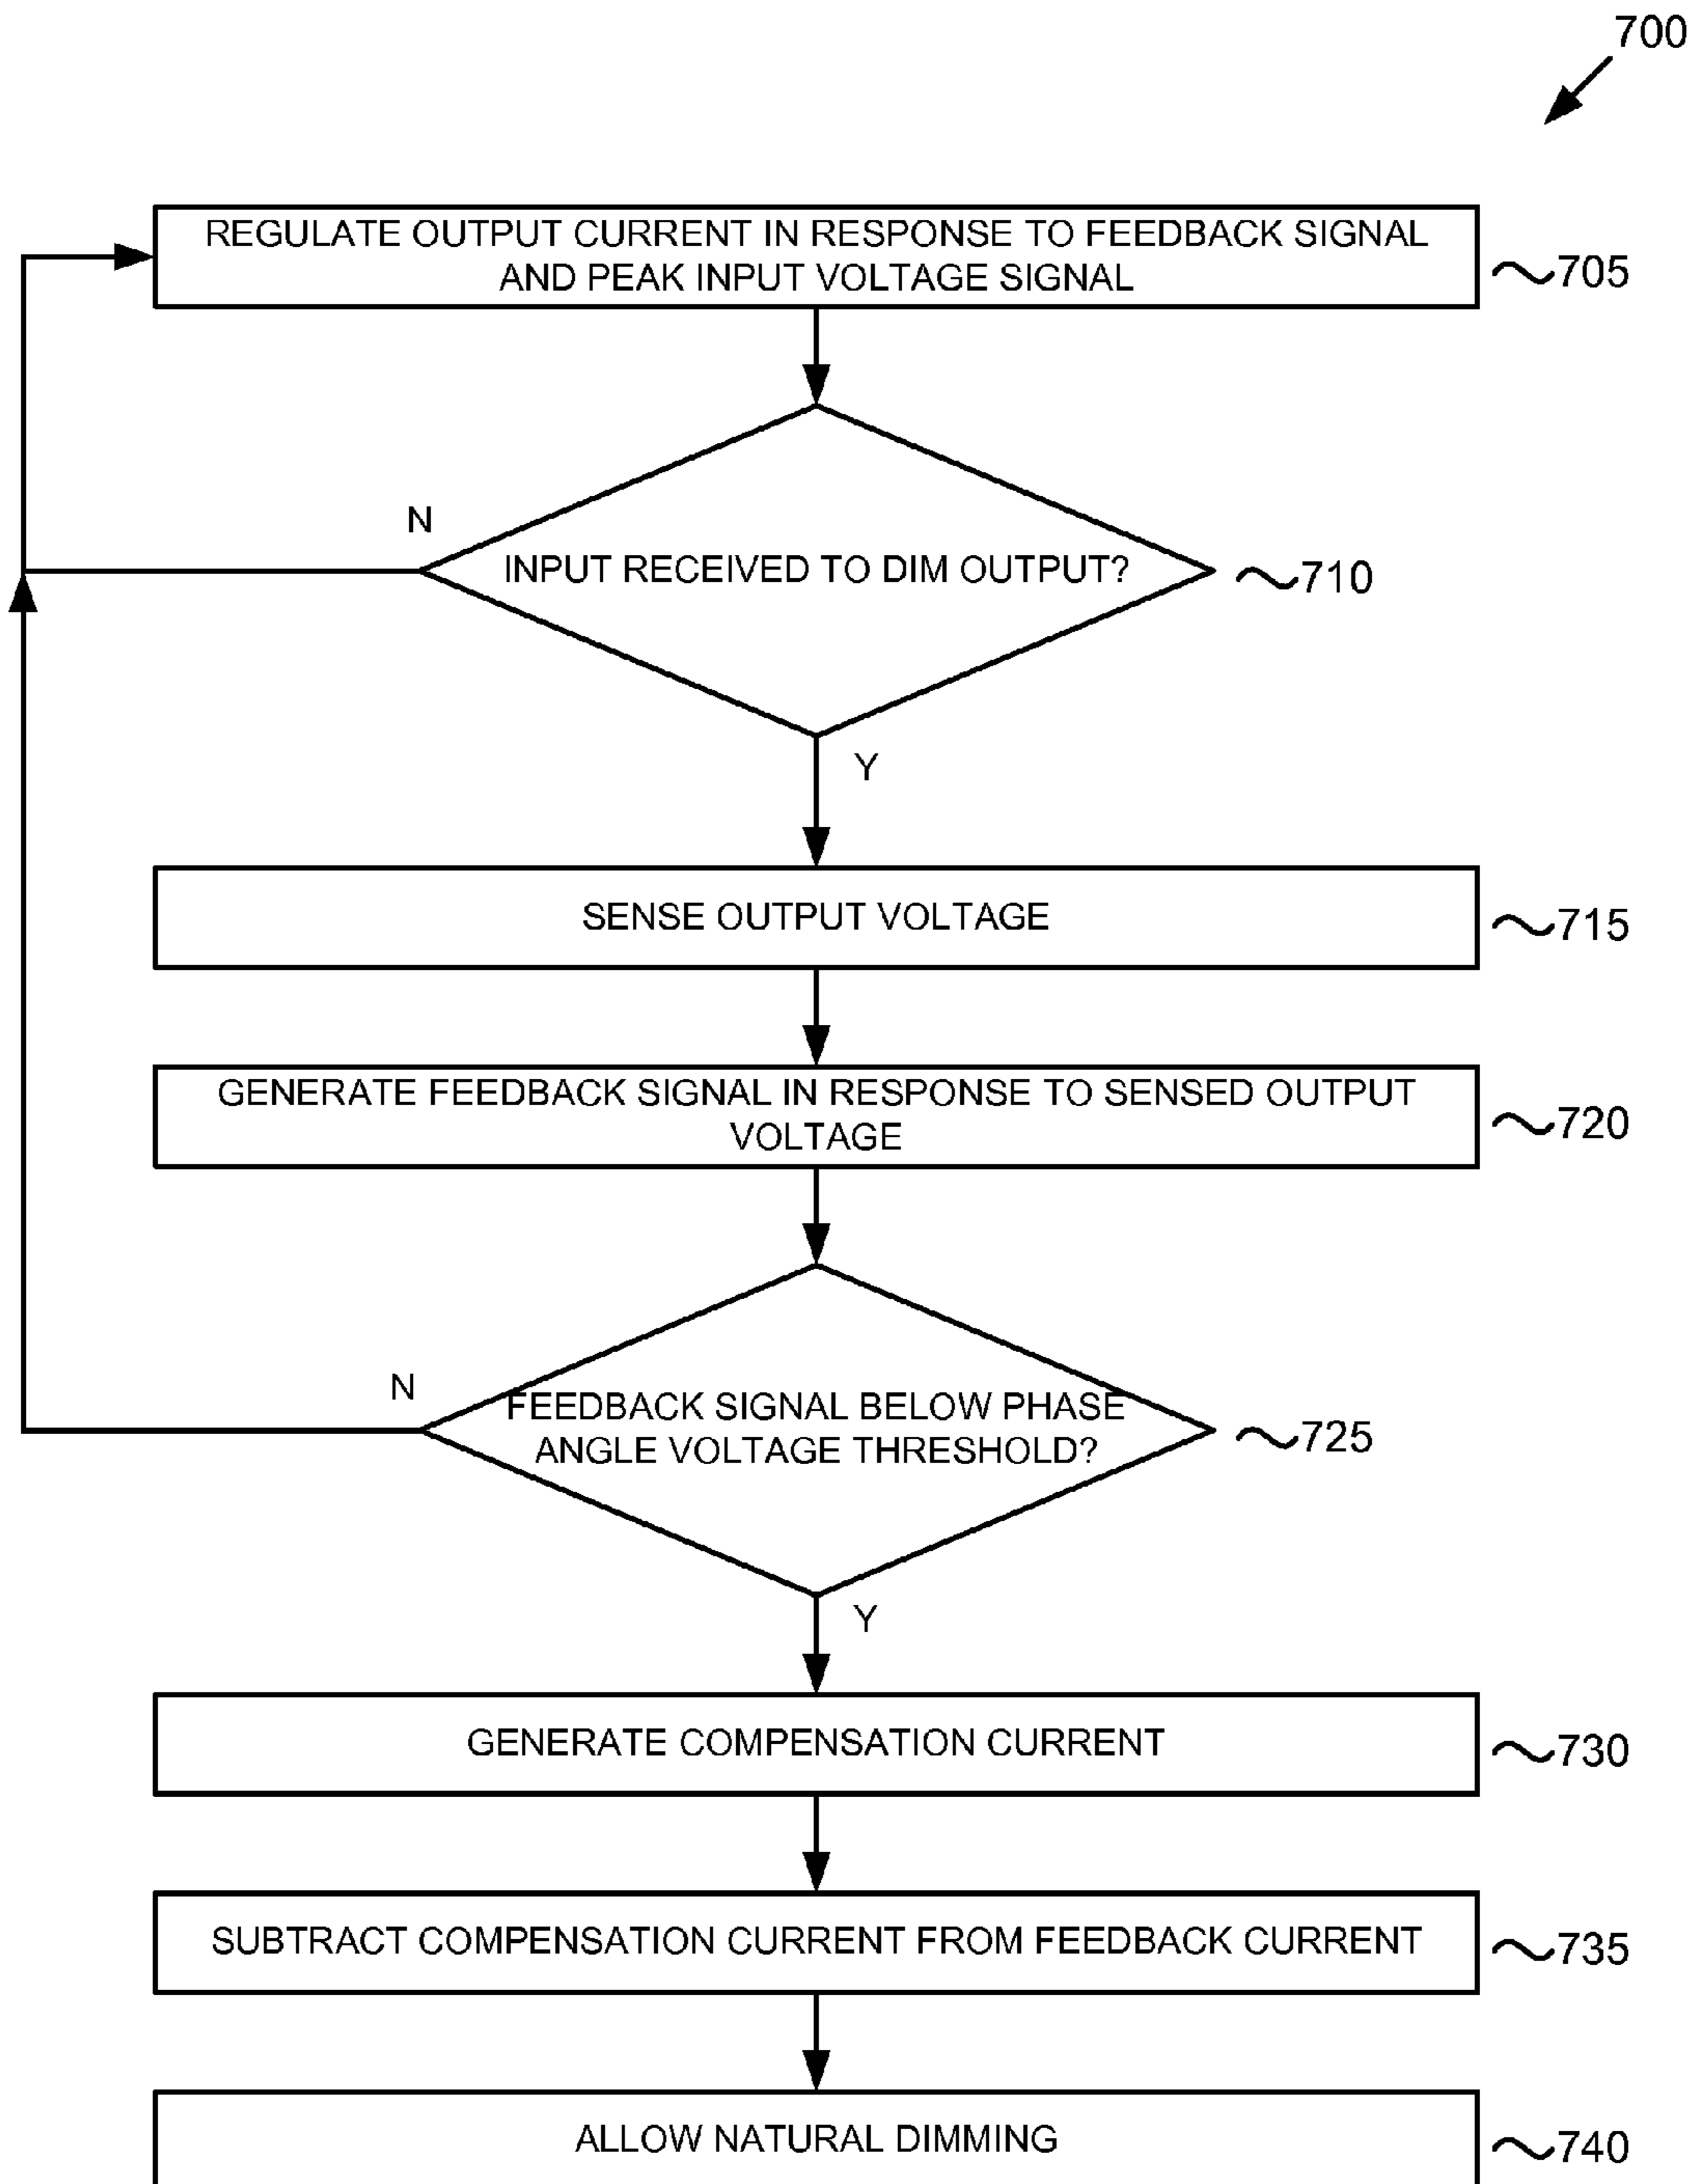 700
REGULATE OUTPUT CURRENT IN RESPONSE TO FEEDBACK SIGNAL
AND PEAK INPUT VOLTAGE SIGNAL
705
N
INPUT RECEIVED TO DIM OUTPUT?
710
Y
SENSE OUTPUT VOLTAGE
715
GENERATE FEEDBACK SIGNAL IN RESPONSE TO SENSED OUTPUT
VOLTAGE
720
N
FEEDBACK SIGNAL BELOW PHASE
ANGLE VOLTAGE THRESHOLD?
725
Y
GENERATE COMPENSATION CURRENT
730
SUBTRACT COMPENSATION CURRENT FROM FEEDBACK CURRENT
735
ALLOW NATURAL DIMMING
740